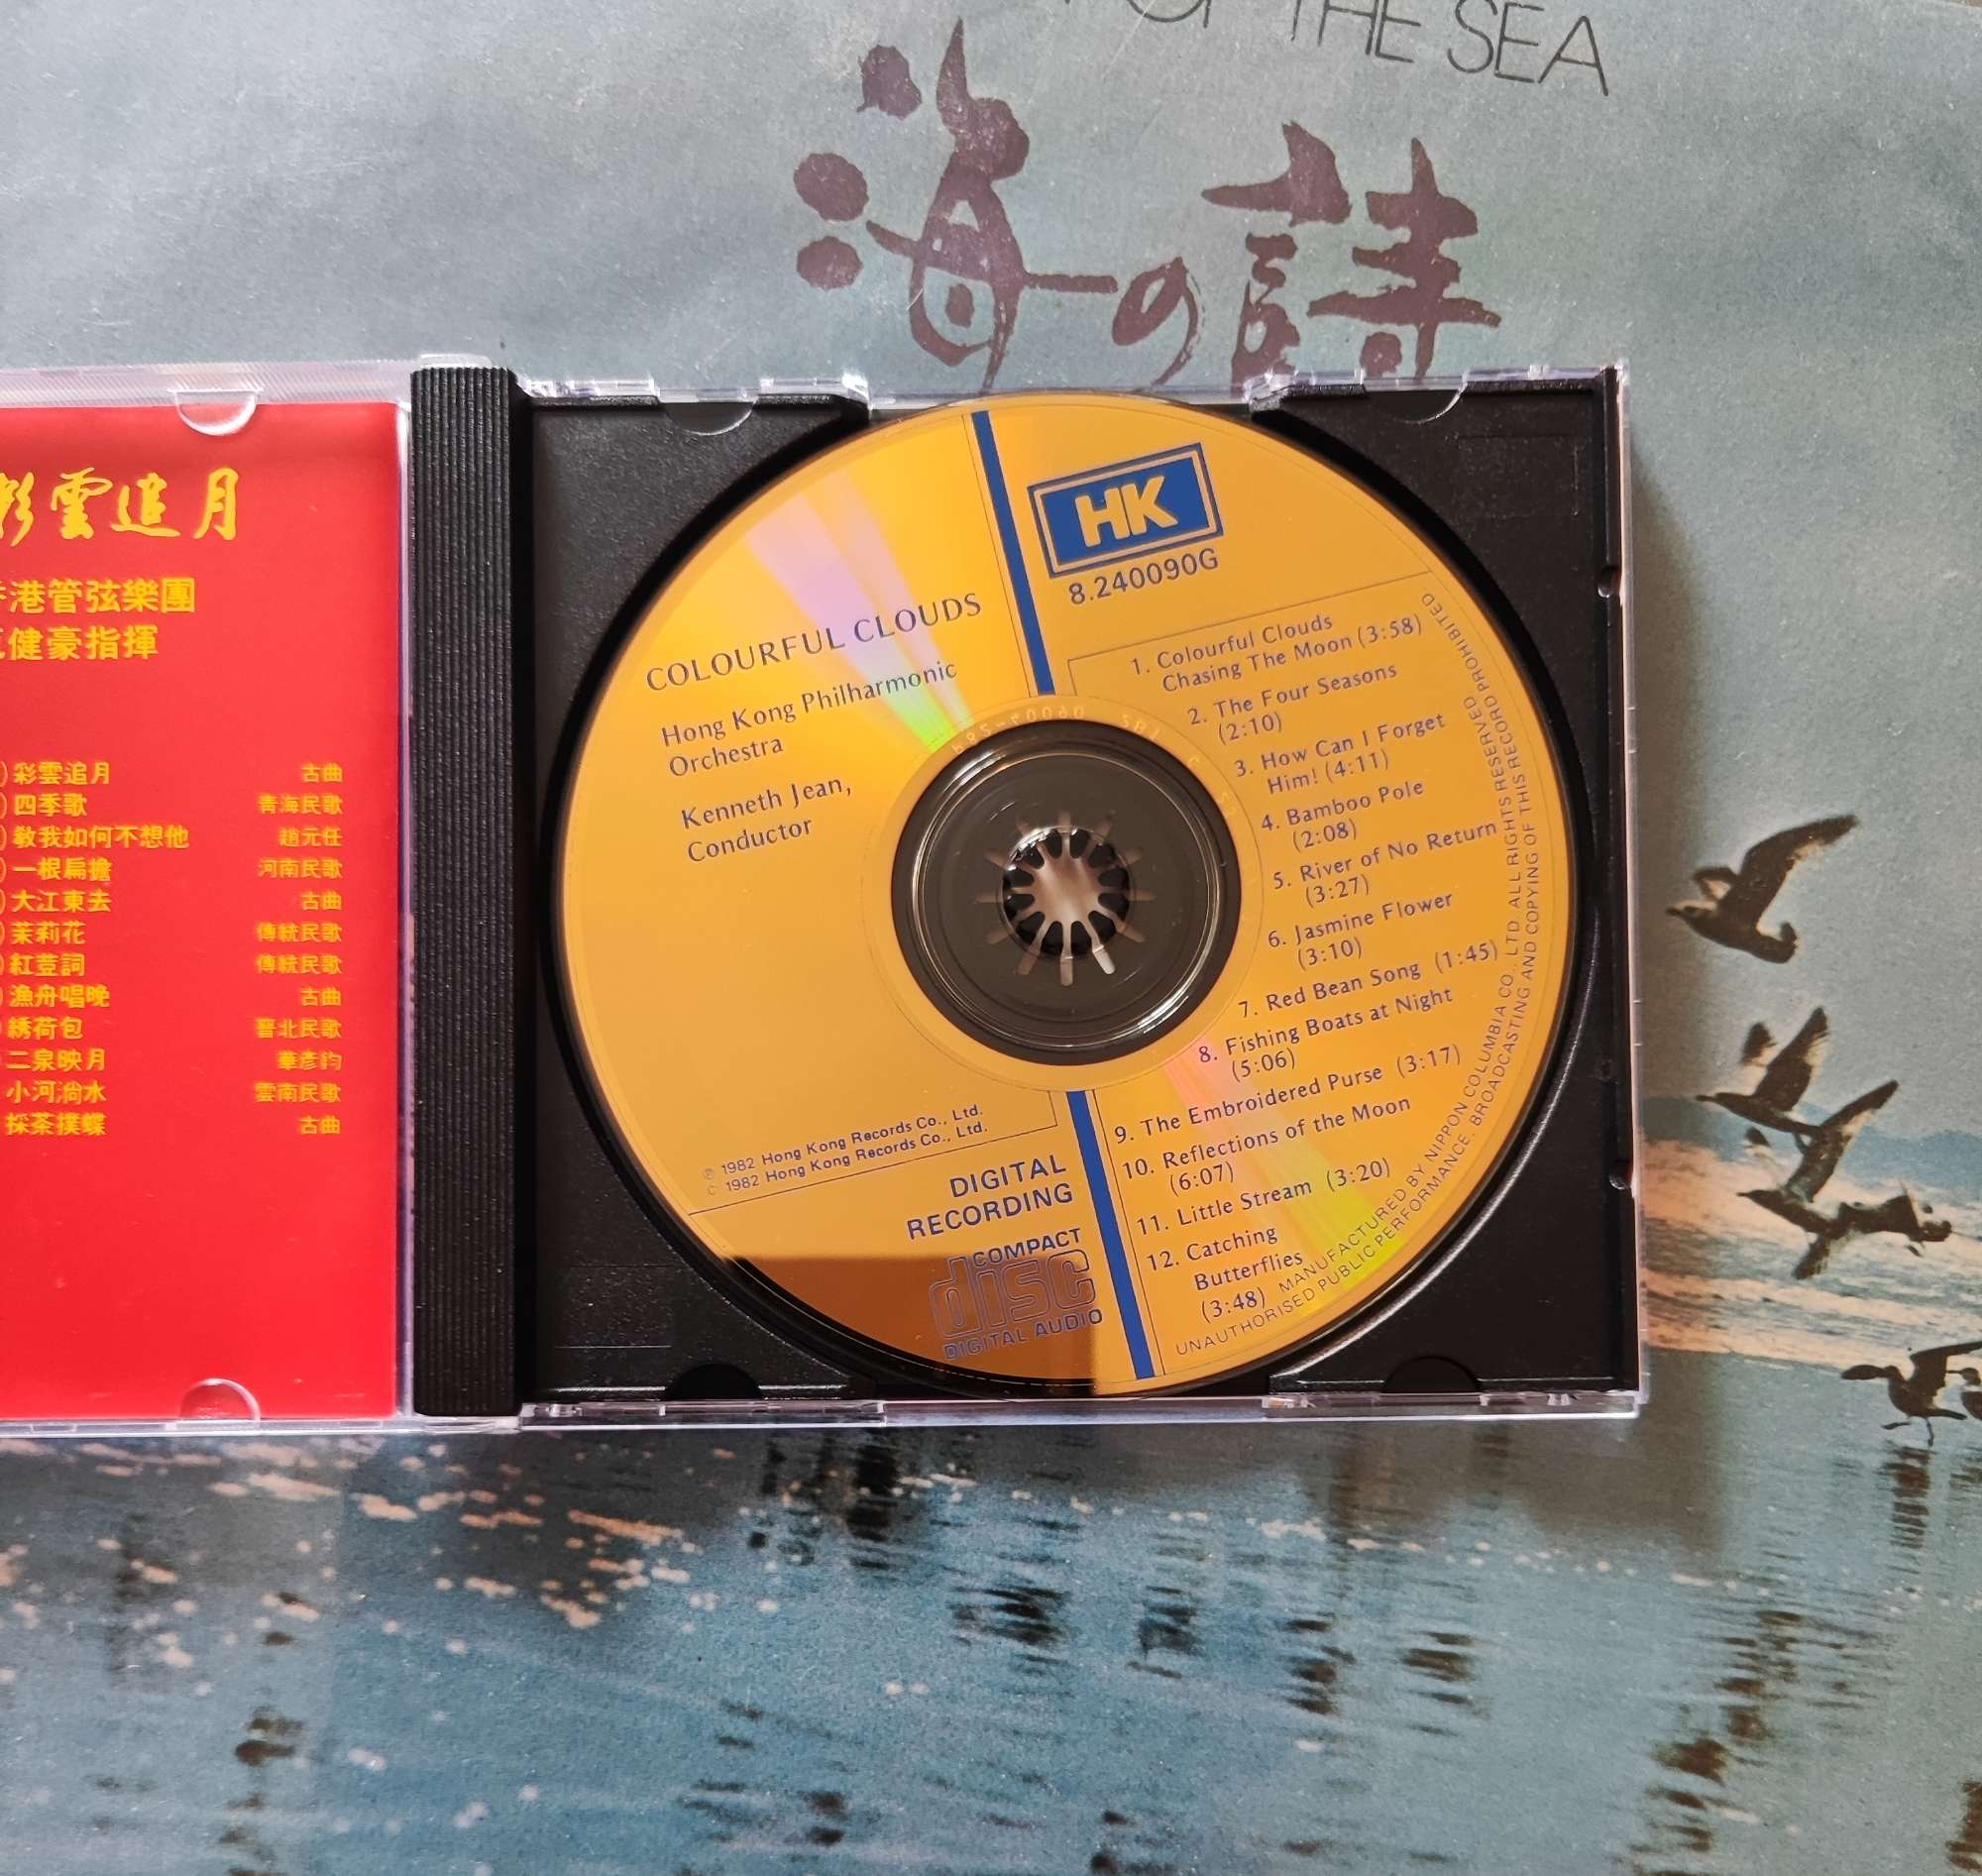 OF THE SEA
海の詩
彩雲追月
香港管弦樂團
健豪指揮
彩雲追月 古曲
四季歌 青海民歌
教我如何不想他 趙元任
一根扁擔 河南民歌
大江東去 古曲
茉莉花 傳統民歌
紅荳詞 傳統民歌
漁舟唱晚 古曲
綉荷包 晉北民歌
二泉映月 華彥鈞
小河淌水 雲南民歌
採茶撲蝶 古曲
HK
8.240090G
COLOURFUL CLOUDS
Hong Kong Philharmonic
Orchestra
Kenneth Jean,
Conductor
1. Colourful Clouds
Chasing The Moon (3:58)
2. The Four Seasons
(2:10)
3. How Can I Forget
Him! (4:11)
4. Bamboo Pole
(2:08)
5. River of No Return
(3:27)
6. Jasmine Flower
(3:10)
7. Red Bean Song (1:45)
8. Fishing Boats at Night
(5:06)
9. The Embroidered Purse (3:17)
10. Reflections of the Moon
(6:07)
11. Little Stream (3:20)
12. Catching
Butterflies
(3:48)
℗ 1982 Hong Kong Records Co., Ltd.
© 1982 Hong Kong Records Co., Ltd.
DIGITAL
RECORDING
COMPACT
disc
DIGITAL AUDIO
MANUFACTURED BY NIPPON COLUMBIA CO., LTD. ALL RIGHTS RESERVED
UNAUTHORISED PUBLIC PERFORMANCE. BROADCASTING AND COPYING OF THIS RECORD PROHIBITED